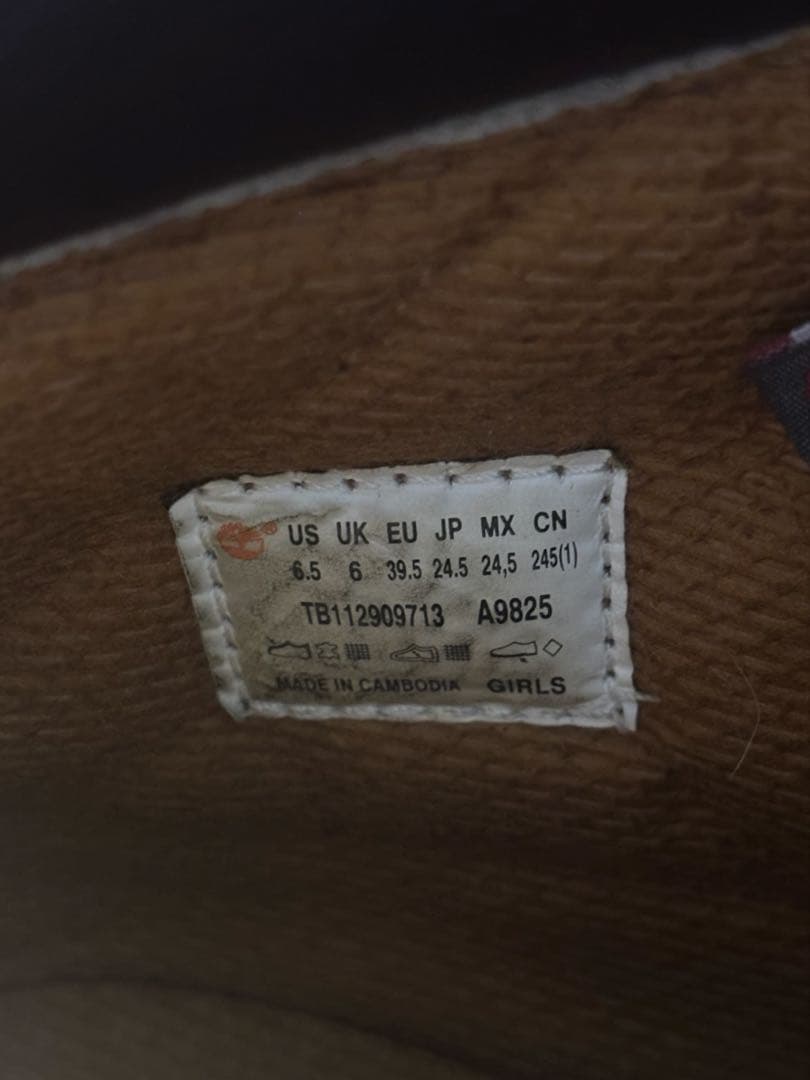 US UK EU JP MX CN
6.5 6 39.5 24.5 24,5 245(1)
TB112909713 A9825
MADE IN CAMBODIA GIRLS